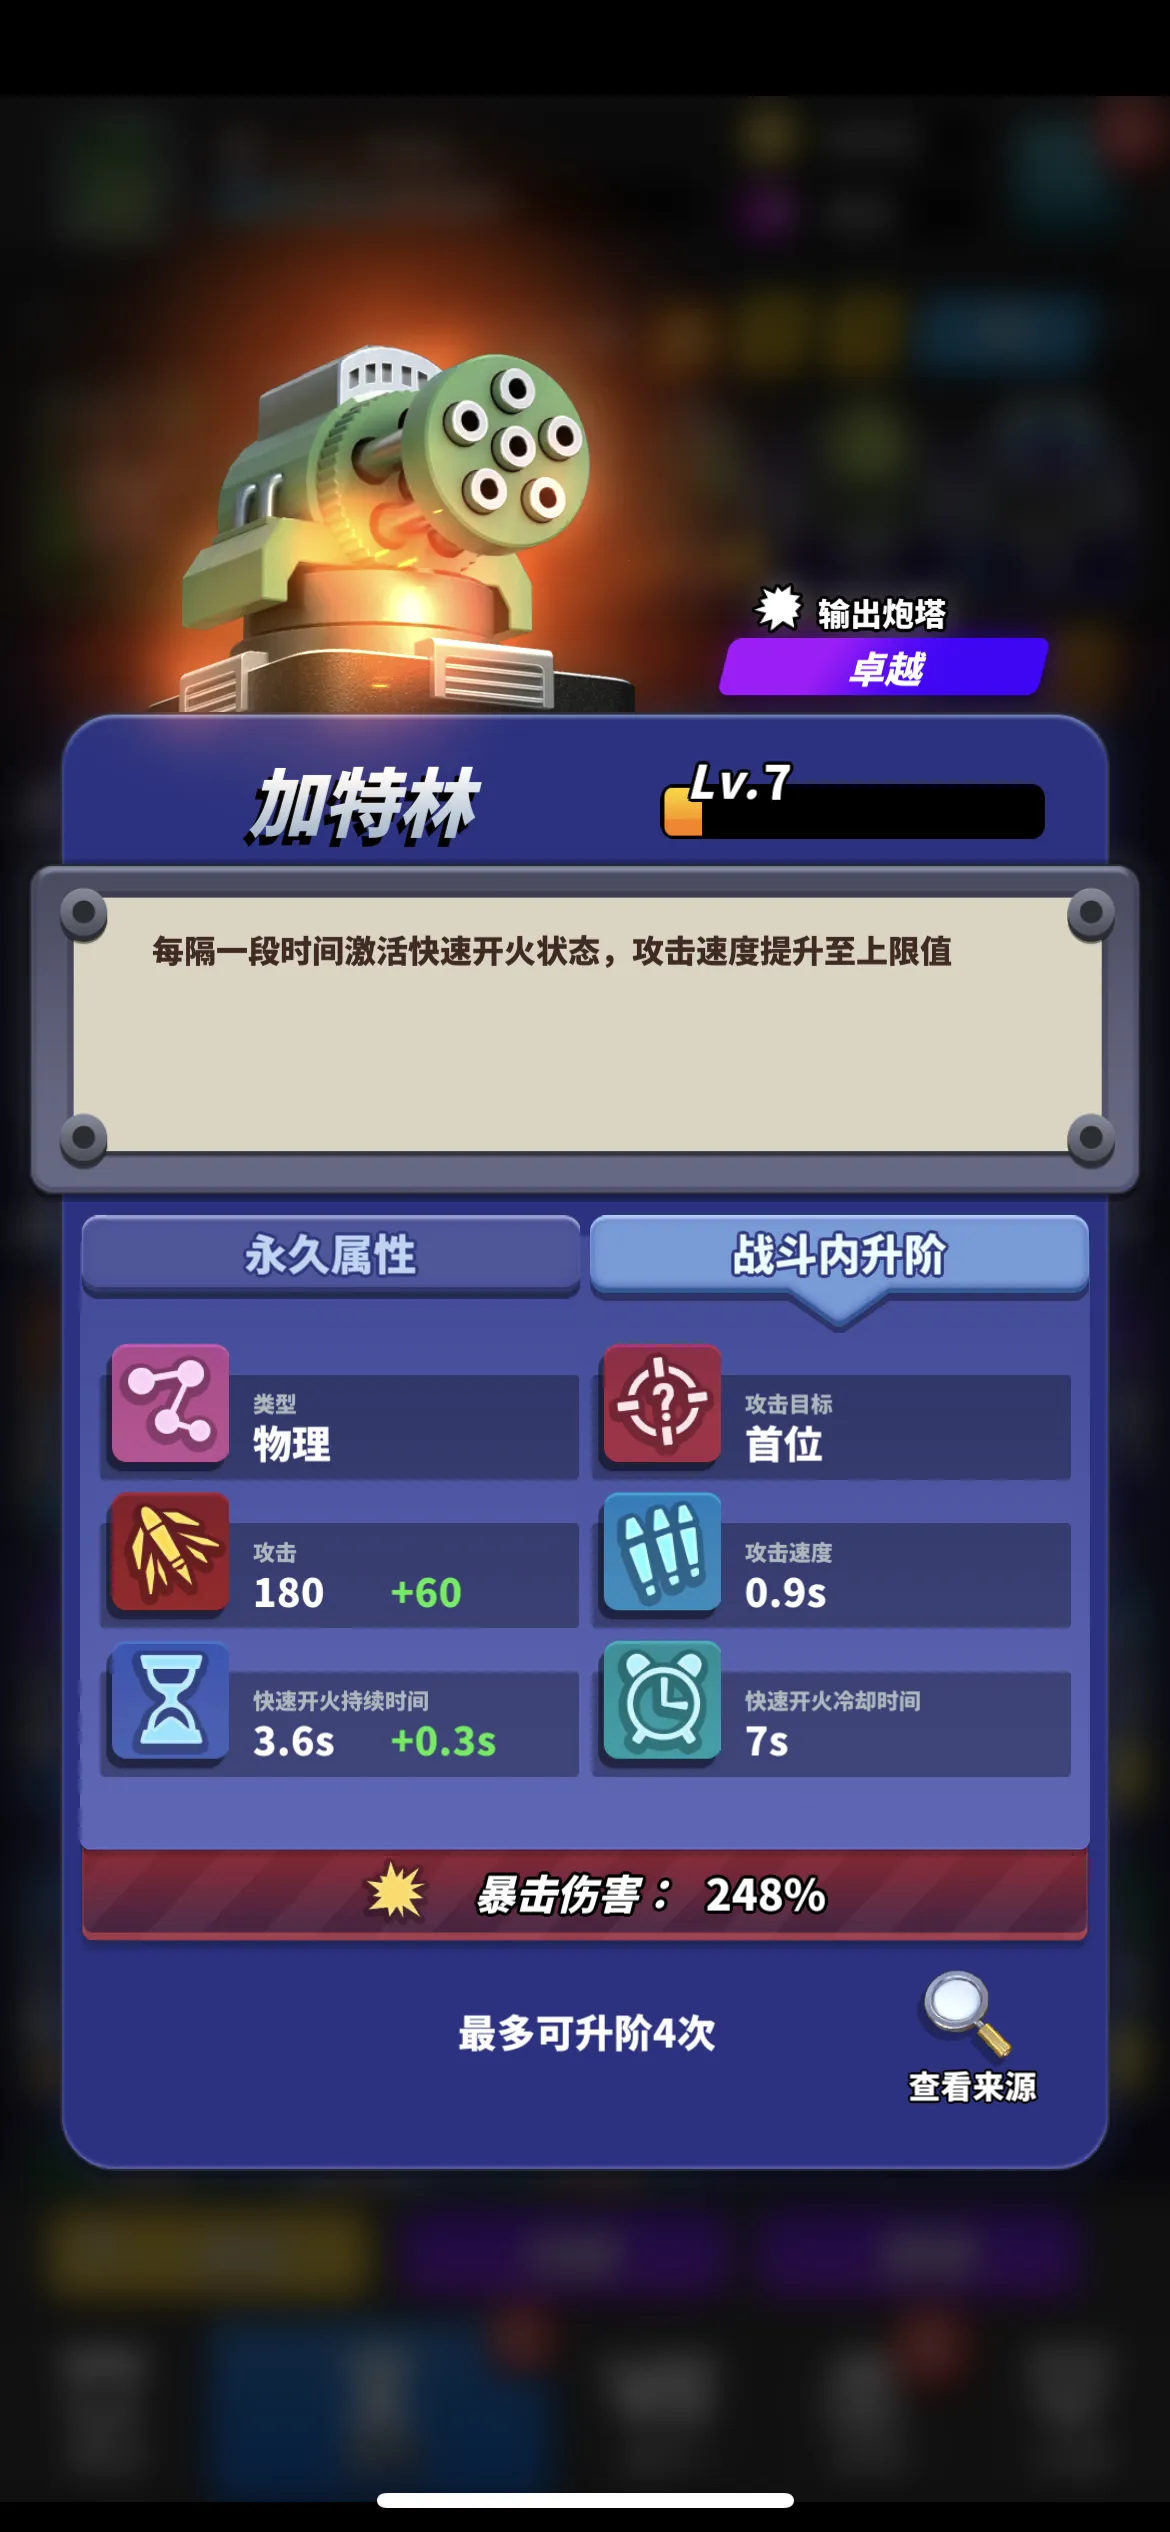 输出炮塔
卓越
加特林
Lv.7
每隔一段时间激活快速开火状态，攻击速度提升至上限值
永久属性
战斗内升阶
类型
物理
攻击目标
首位
攻击
180 +60
攻击速度
0.9s
快速开火持续时间
3.6s +0.3s
快速开火冷却时间
7s
暴击伤害： 248%
最多可升阶4次
查看来源